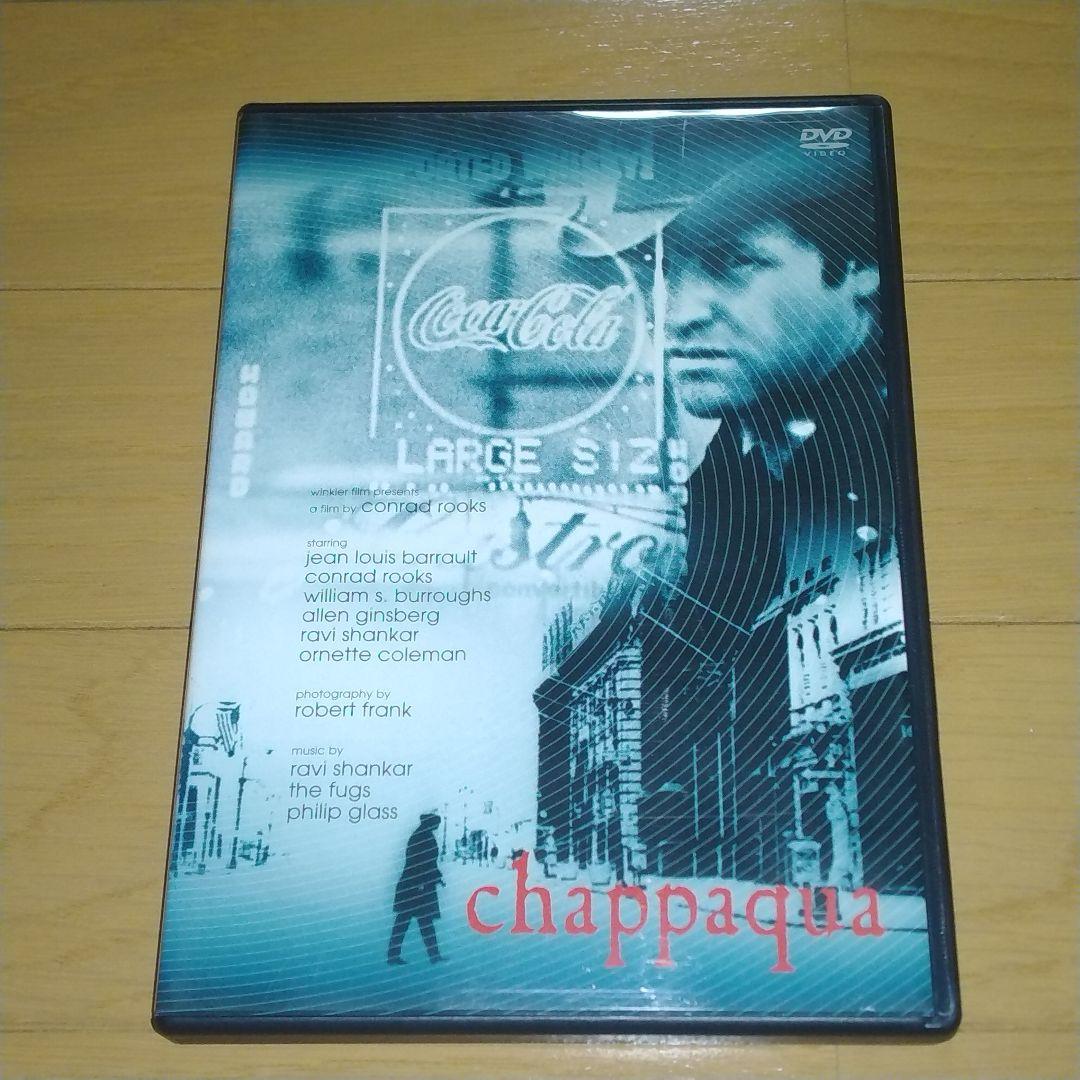 DVD
VIDEO
Coca-Cola
LARGE SIZ
winkler film presents
a film by conrad rooks
starring
jean louis barrault
conrad rooks
william s. burroughs
allen ginsberg
ravi shankar
ornette coleman
photography by
robert frank
music by
ravi shankar
the fugs
philip glass
chappaqua